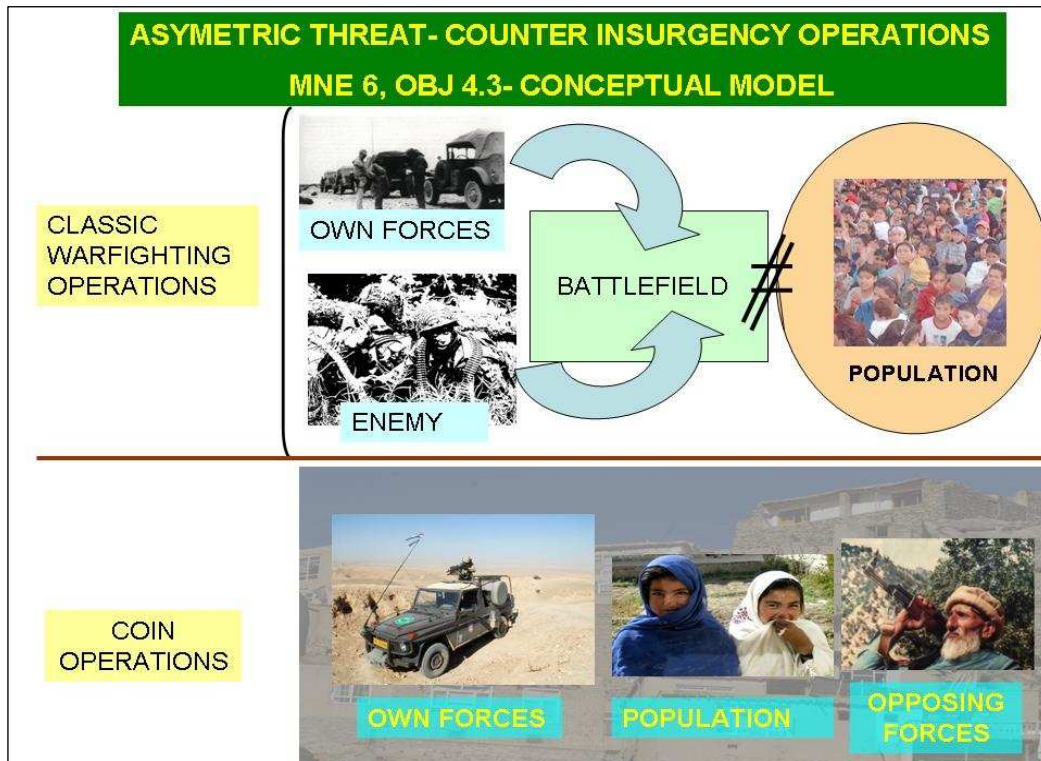 ASYMETRIC THREAT- COUNTER INSURGENCY OPERATIONS
MNE 6, OBJ 4.3- CONCEPTUAL MODEL
CLASSIC
WARFIGHTING
OPERATIONS
OWN FORCES
ENEMY
BATTLEFIELD
POPULATION
COIN
OPERATIONS
OWN FORCES
POPULATION
OPPOSING
FORCES